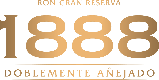 RON GRAN RESERVA
1888
DOBLEMENTE AÑEJADO